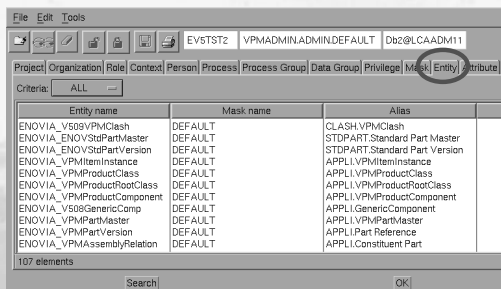 File Edit Tools
EV5TST2 VPMADMIN.ADMIN.DEFAULT Db2@LCAADM11
Project Organization Role Context Person Process Process Group Data Group Privilege Mask Entity Attribute
Criteria: ALL
Entity name Mask name Alias
ENOVIA_V509VPMClash DEFAULT CLASH.VPMClash
ENOVIA_ENOVStdPartMaster DEFAULT STDPART.Standard Part Master
ENOVIA_ENOVStdPartVersion DEFAULT STDPART.Standard Part Version
ENOVIA_VPMItemInstance DEFAULT APPLI.VPMItemInstance
ENOVIA_VPMProductClass DEFAULT APPLI.VPMProductClass
ENOVIA_VPMProductRootClass DEFAULT APPLI.VPMProductRootClass
ENOVIA_VPMProductComponent DEFAULT APPLI.VPMProductComponent
ENOVIA_V508GenericComp DEFAULT APPLI.GenericComponent
ENOVIA_VPMPartMaster DEFAULT APPLI.VPMPartMaster
ENOVIA_VPMPartVersion DEFAULT APPLI.Part Reference
ENOVIA_VPMAssemblyRelation DEFAULT APPLI.Constituent Part
107 elements
Search OK